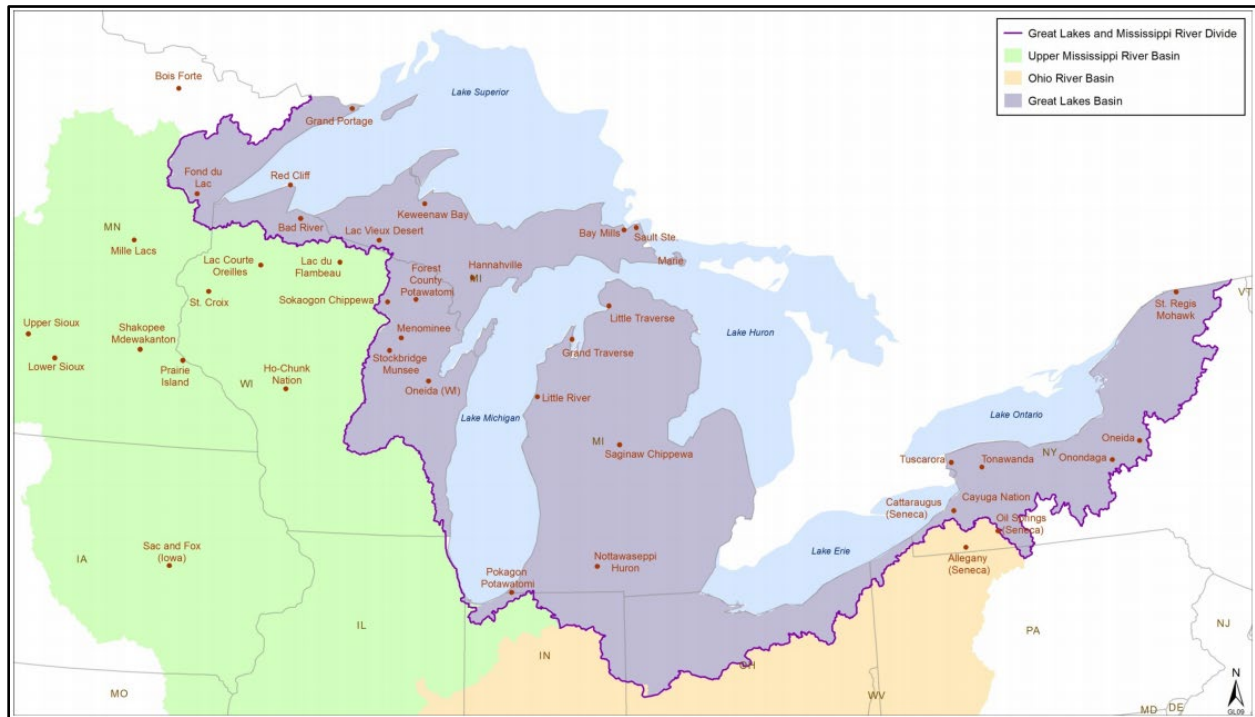 Great Lakes and Mississippi River Divide
Upper Mississippi River Basin
Ohio River Basin
Great Lakes Basin
Bois Forte
Lake Superior
Grand Portage
Fond du
Lac
Red Cliff
Keweenaw Bay
Bad River
MN
Mille Lacs
Lac Vieux Desert
Bay Mills
Sault Ste.
Marie
Lac Courte
Oreilles
Lac du
Flambeau
Forest
County
Potawatomi
Hannahville
MI
St. Croix
Sokaogon Chippewa
VT
St. Regis
Mohawk
Little Traverse
Lake Huron
Upper Sioux
Shakopee
Mdewakanton
Menominee
Grand Traverse
Lower Sioux
Prairie
Island
Stockbridge
Munsee
Ho-Chunk
Nation
WI
Oneida (WI)
Little River
Lake Michigan
Lake Ontario
MI
Saginaw Chippewa
Oneida
NY
Onondaga
Tuscarora
Tonawanda
Cattaraugus
(Seneca)
Cayuga Nation
Oil Springs
(Seneca)
Lake Erie
Allegany
(Seneca)
IA
Sac and Fox
(Iowa)
Nottawaseppi
Huron
Pokagon
Potawatomi
IL
IN
OH
PA
NJ
MO
WV
MD
DE
N
GL09